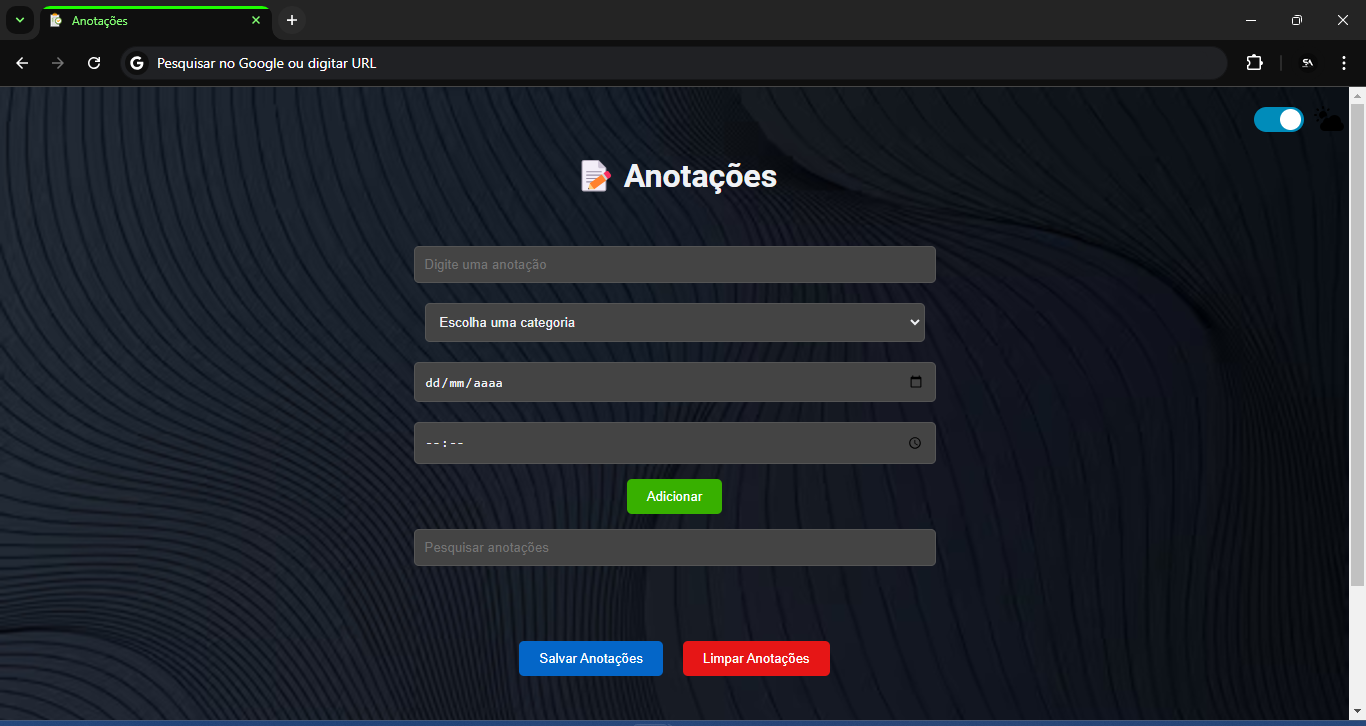 Anotações
Pesquisar no Google ou digitar URL
SA
Anotações
Digite uma anotação
Escolha uma categoria
dd/mm/aaaa
--:--
Adicionar
Pesquisar anotações
Salvar Anotações
Limpar Anotações